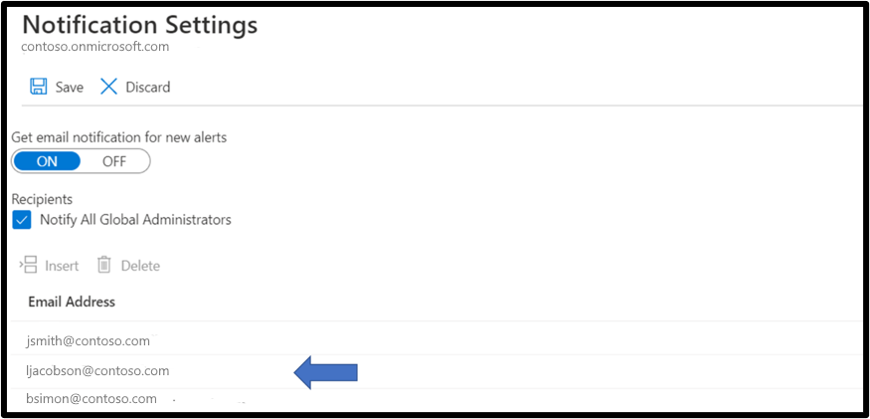 Notification Settings
contoso.onmicrosoft.com
Save Discard
Get email notification for new alerts
ON OFF
Recipients
Notify All Global Administrators
Insert Delete
Email Address
jsmith@contoso.com
ljacobson@contoso.com
bsimon@contoso.com